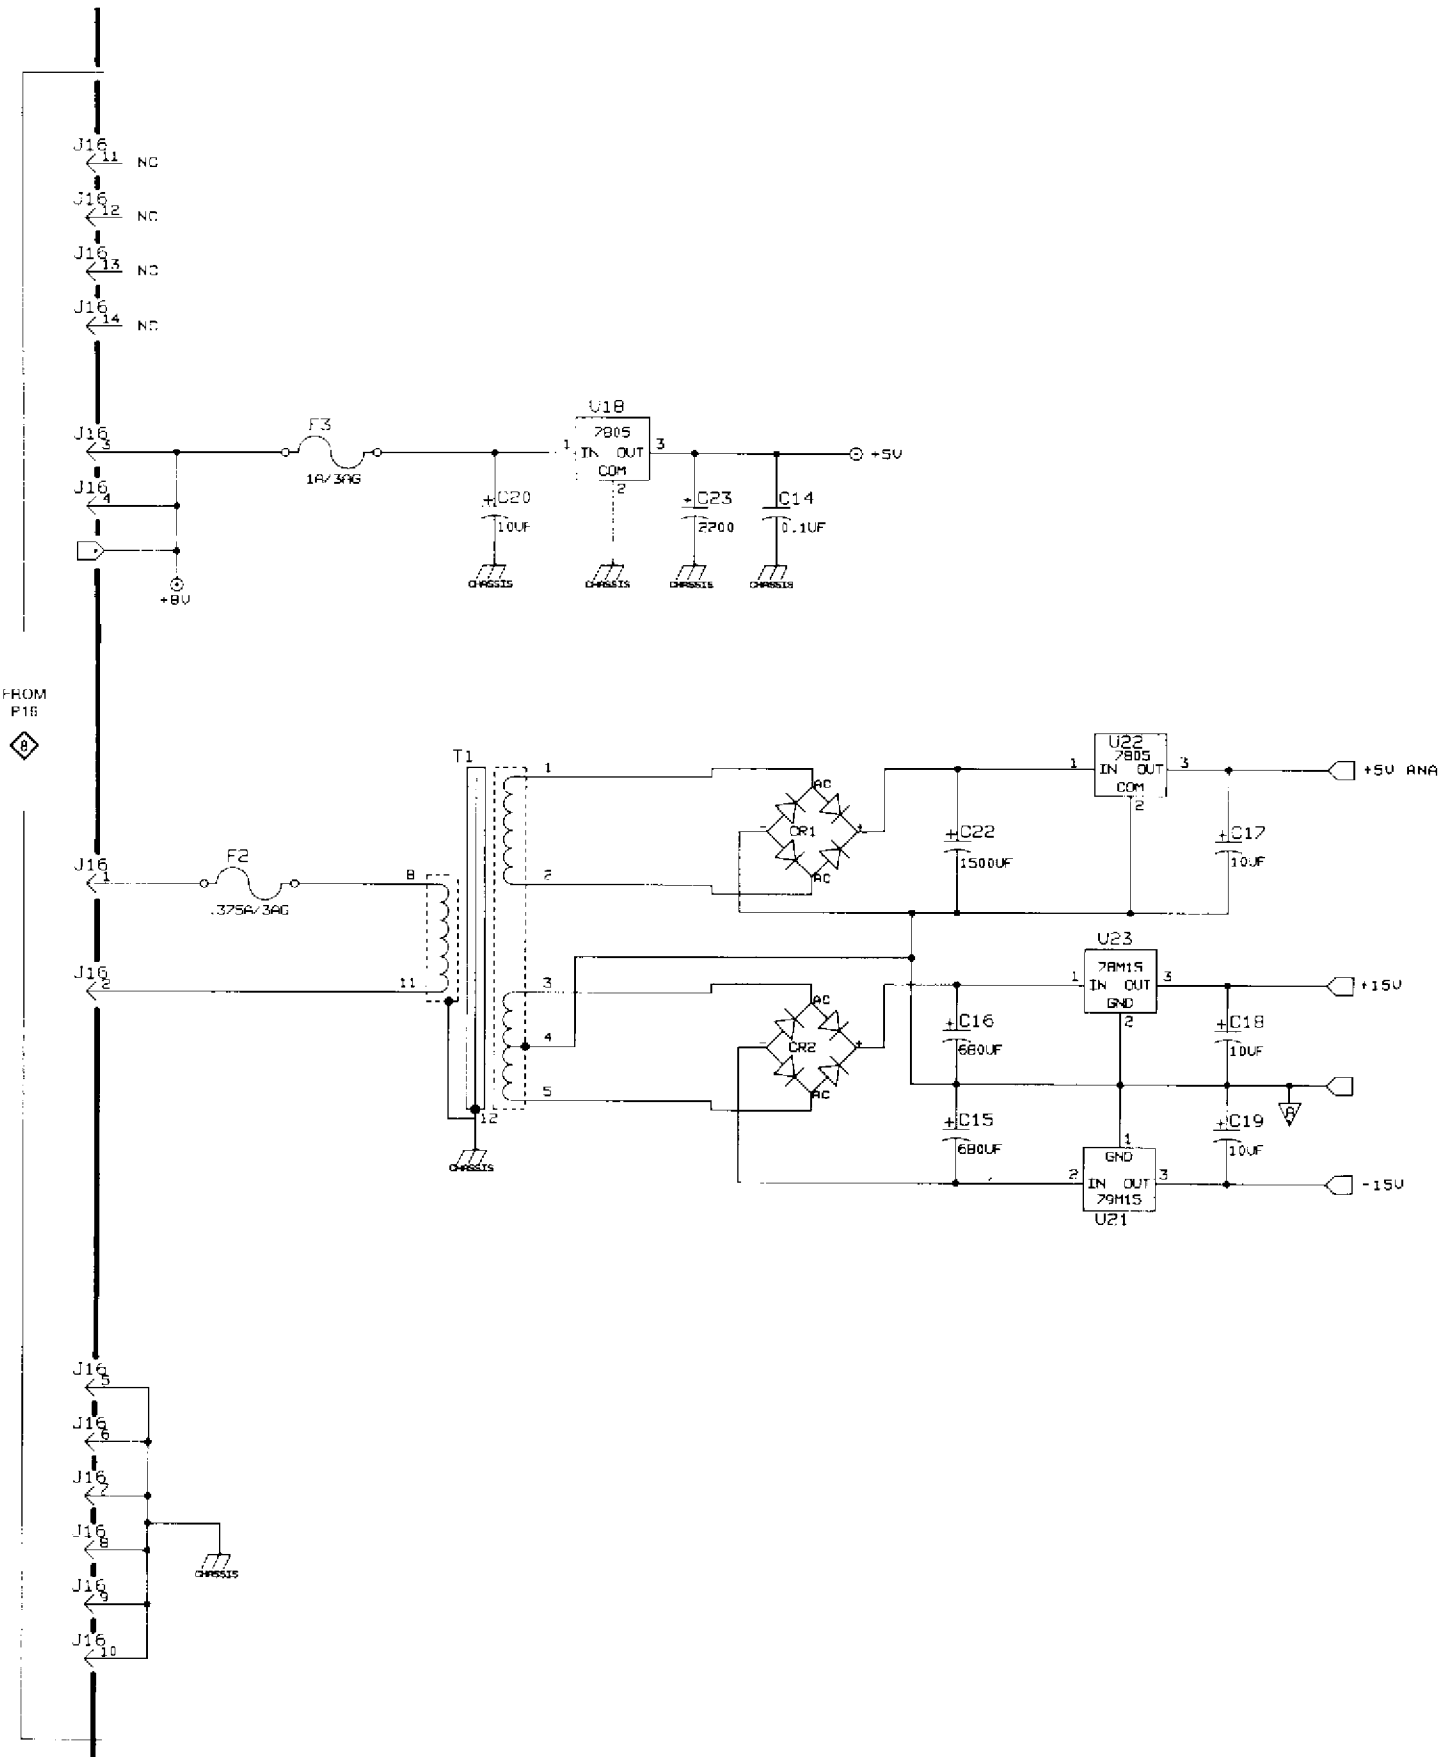 J16
11 NC
J16
12 NC
J16
13 NC
J16
14 NC
J16
3
F3
1A/3AG
U18
7805
1 IN OUT 3
COM
2
+5V
J16
4
+C20
10UF
+C23
2200
+C14
0.1UF
CHASSIS
CHASSIS
CHASSIS
CHASSIS
+8V
FROM
P16
8
T1
1
AC
- CR1 +
AC
2
U22
7805
1 IN OUT 3
COM
2
+5V ANA
+C22
1500UF
+C17
10UF
J16
1
F2
.375A/3AG
8
J16
2
11
3
AC
4
- CR2 +
AC
5
12
CHASSIS
U23
78M15
1 IN OUT 3
GND
2
+15V
+C16
680UF
+C18
10UF
A
+C15
680UF
+C19
10UF
1
GND
2 IN OUT 3
79M15
U21
-15V
J16
5
J16
6
J16
7
J16
8
CHASSIS
J16
9
J16
10